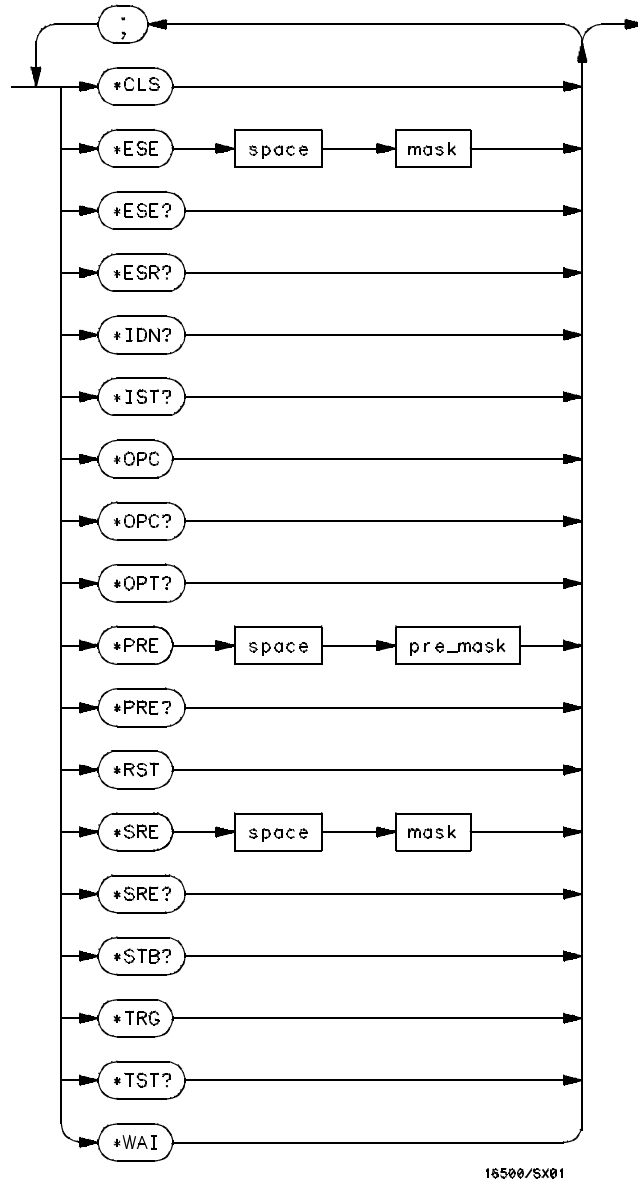 ;
*CLS
*ESE space mask
*ESE?
*ESR?
*IDN?
*IST?
*OPC
*OPC?
*OPT?
*PRE space pre_mask
*PRE?
*RST
*SRE space mask
*SRE?
*STB?
*TRG
*TST?
*WAI
16500/SX01